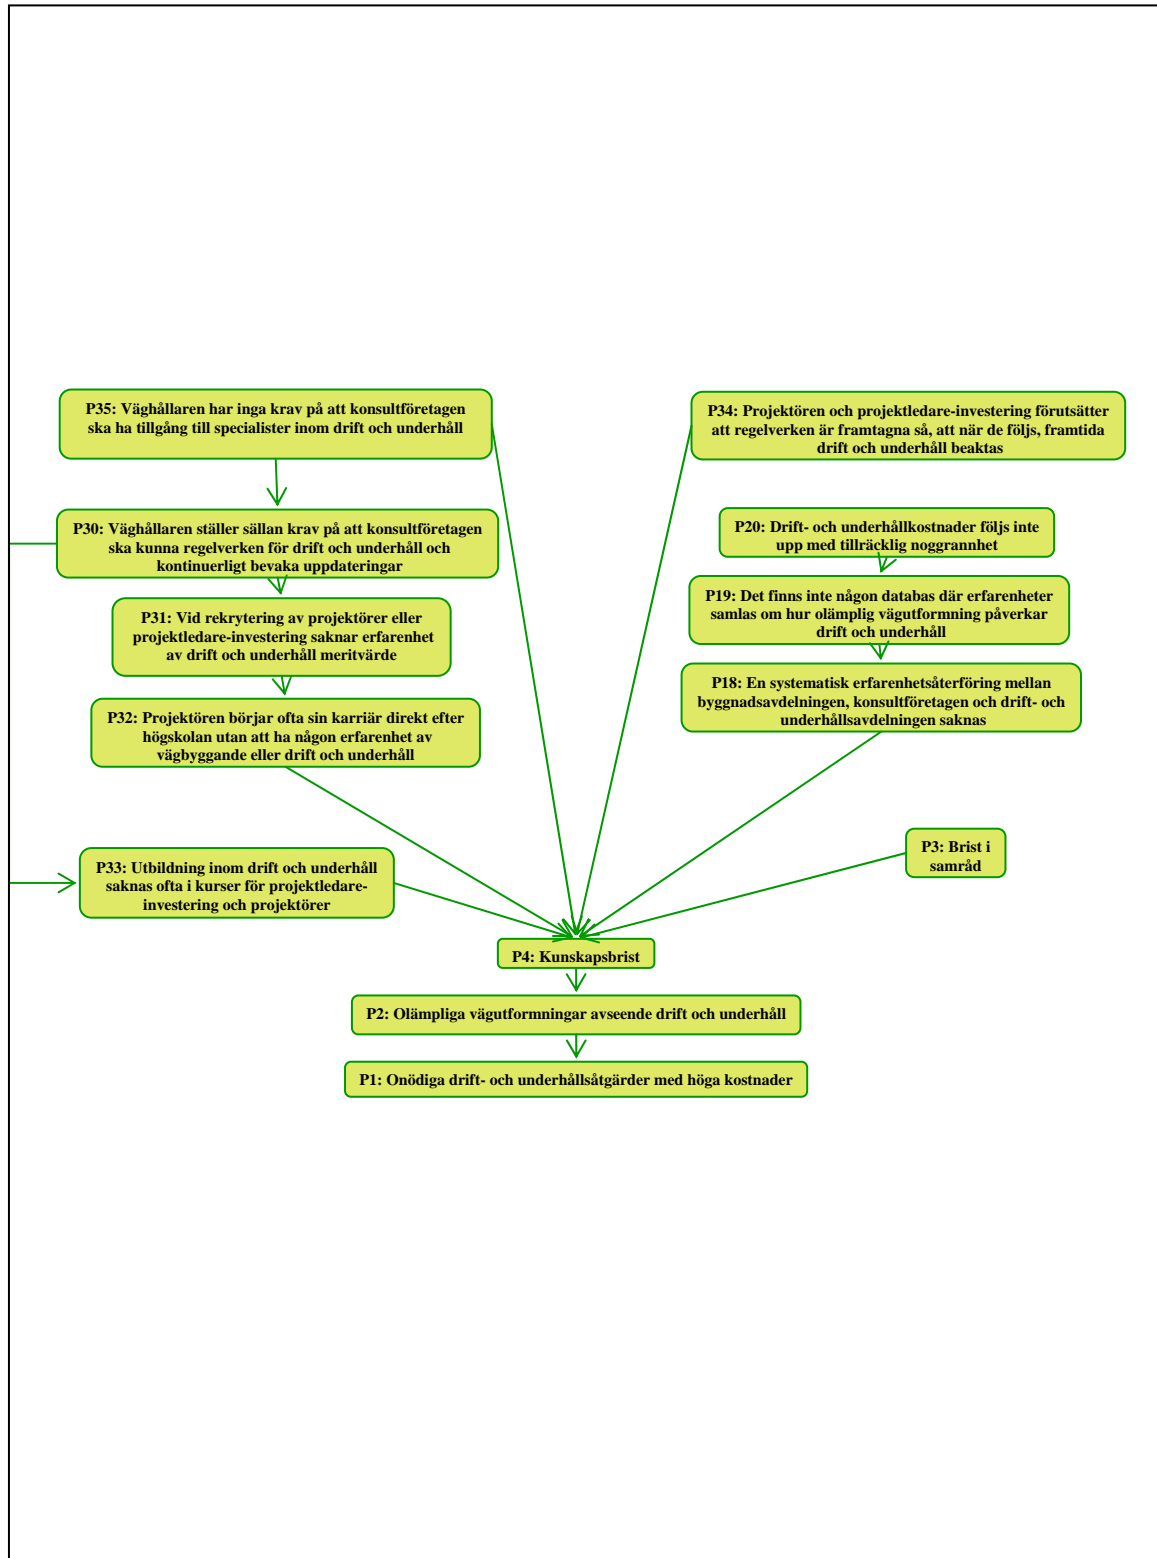 P35: Väghållaren har inga krav på att konsultföretagen
ska ha tillgång till specialister inom drift och underhåll
P34: Projektören och projektledare-investering förutsätter
att regelverken är framtagna så, att när de följs, framtida
drift och underhåll beaktas
P30: Väghållaren ställer sällan krav på att konsultföretagen
ska kunna regelverken för drift och underhåll och
kontinuerligt bevaka uppdateringar
P20: Drift- och underhållkostnader följs inte
upp med tillräcklig noggrannhet
P31: Vid rekrytering av projektörer eller
projektledare-investering saknar erfarenhet
av drift och underhåll meritvärde
P19: Det finns inte någon databas där erfarenheter
samlas om hur olämplig vägutformning påverkar
drift och underhåll
P32: Projektören börjar ofta sin karriär direkt efter
högskolan utan att ha någon erfarenhet av
vägbyggande eller drift och underhåll
P18: En systematisk erfarenhetsåterföring mellan
byggnadsavdelningen, konsultföretagen och drift- och
underhållsavdelningen saknas
P33: Utbildning inom drift och underhåll
saknas ofta i kurser för projektledare-
investering och projektörer
P3: Brist i
samråd
P4: Kunskapsbrist
P2: Olämpliga vägutformningar avseende drift och underhåll
P1: Onödiga drift- och underhållsåtgärder med höga kostnader